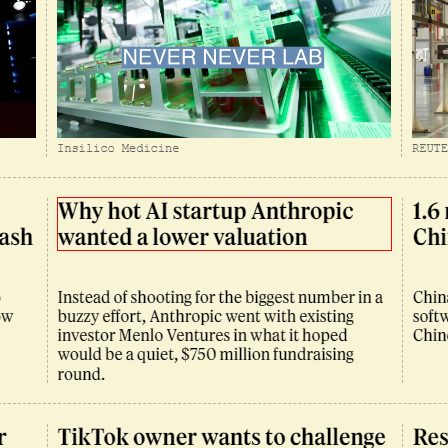 NEVER NEVER LAB
Insilico Medicine
REUTE
Why hot AI startup Anthropic
wanted a lower valuation
1.6
ash
Chi
Instead of shooting for the biggest number in a
buzzy effort, Anthropic went with existing
investor Menlo Ventures in what it hoped
would be a quiet, $750 million fundraising
round.
w
Chin
softw
Chin
r
TikTok owner wants to challenge
Res